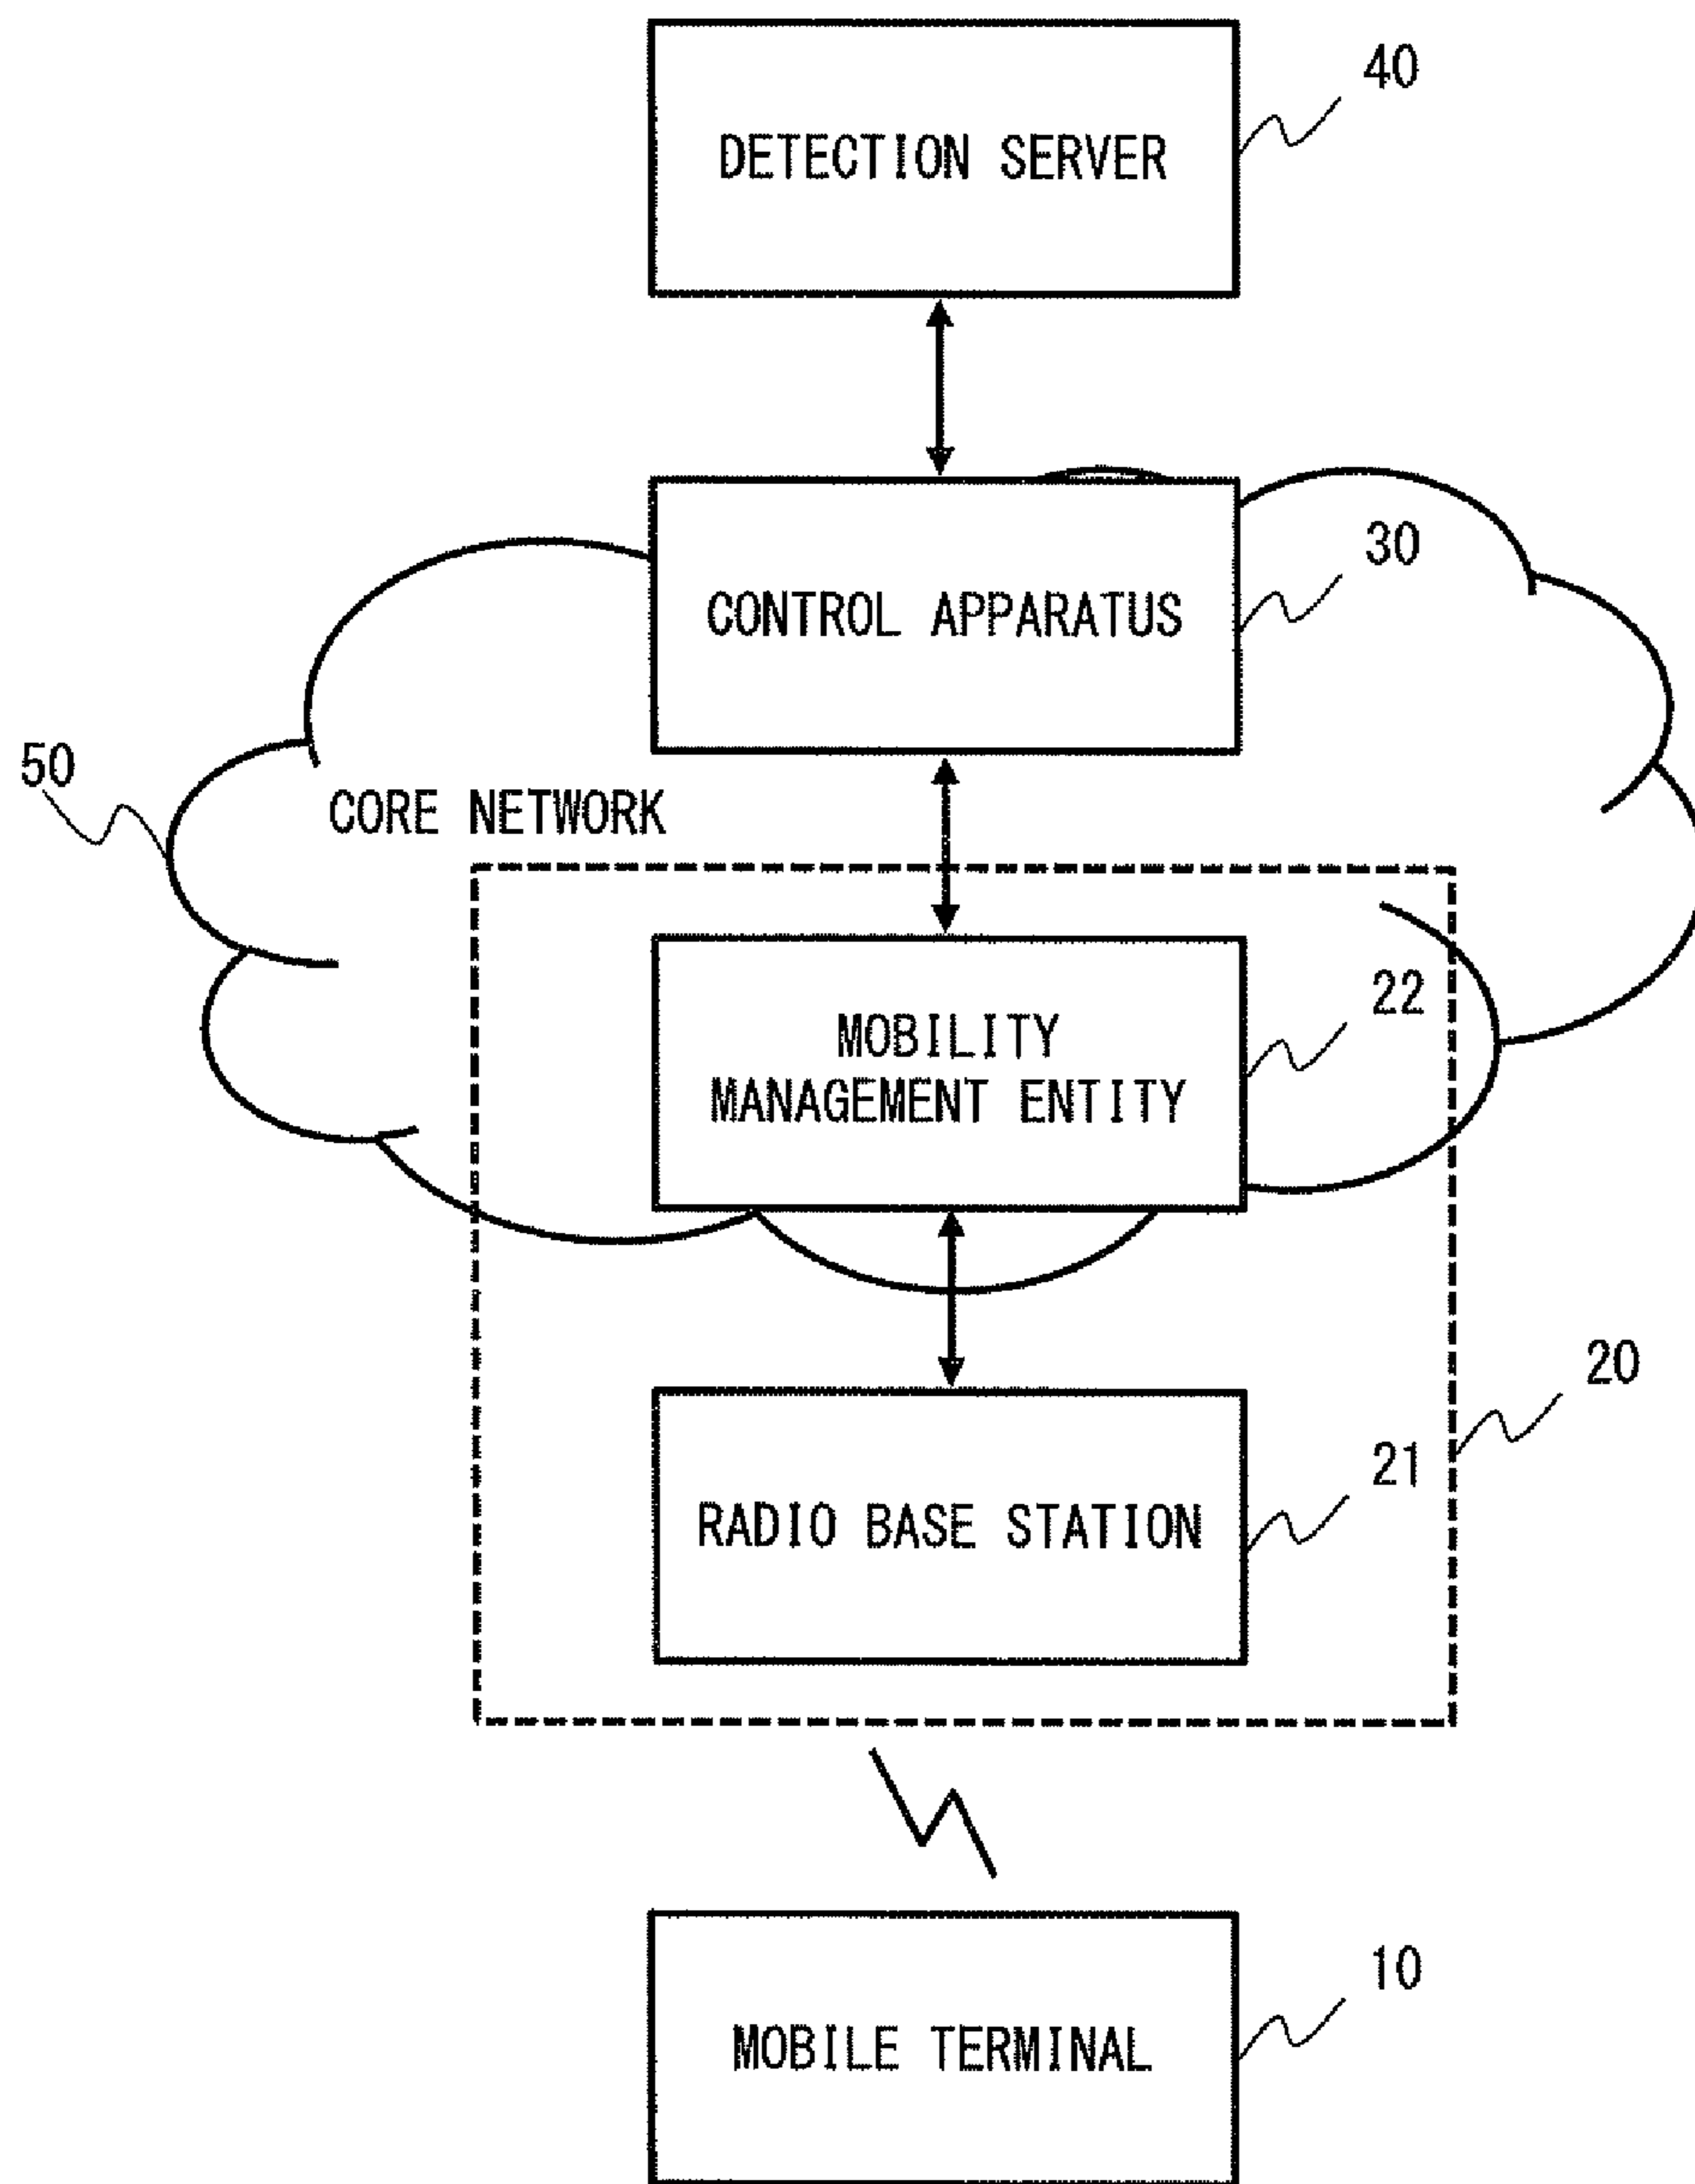 40
DETECTION SERVER
30
CONTROL APPARATUS
50
CORE NETWORK
22
MOBILITY
MANAGEMENT ENTITY
20
21
RADIO BASE STATION
10
MOBILE TERMINAL